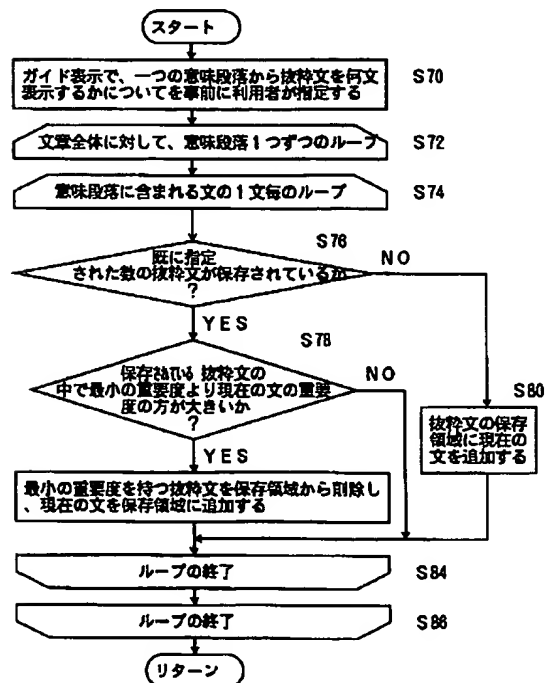 スタート
ガイド表示で、一つの意味段落から抜粋文を何文
表示するかについてを事前に利用者が指定する
S70
文章全体に対して、意味段落1つずつのループ
S72
意味段落に含まれる文の1文毎のループ
S74
S76
既に指定
された数の抜粋文が保存されているか
?
NO
YES
S78
保存されている 抜粋文の
中で最小の重要度より現在の文の重要
度の方が大きいか
?
NO
YES
S80
抜粋文の保存
領域に現在の
文を追加する
最小の重要度を持つ抜粋文を保存領域から削除し
、現在の文を保存領域に追加する
ループの終了
S84
ループの終了
S86
リターン